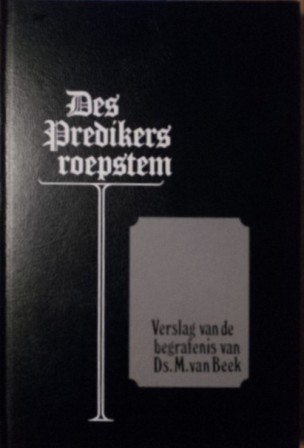 Des
Predikers
roepstem
Verslag van de
begrafenis van
Ds. M. van Beek